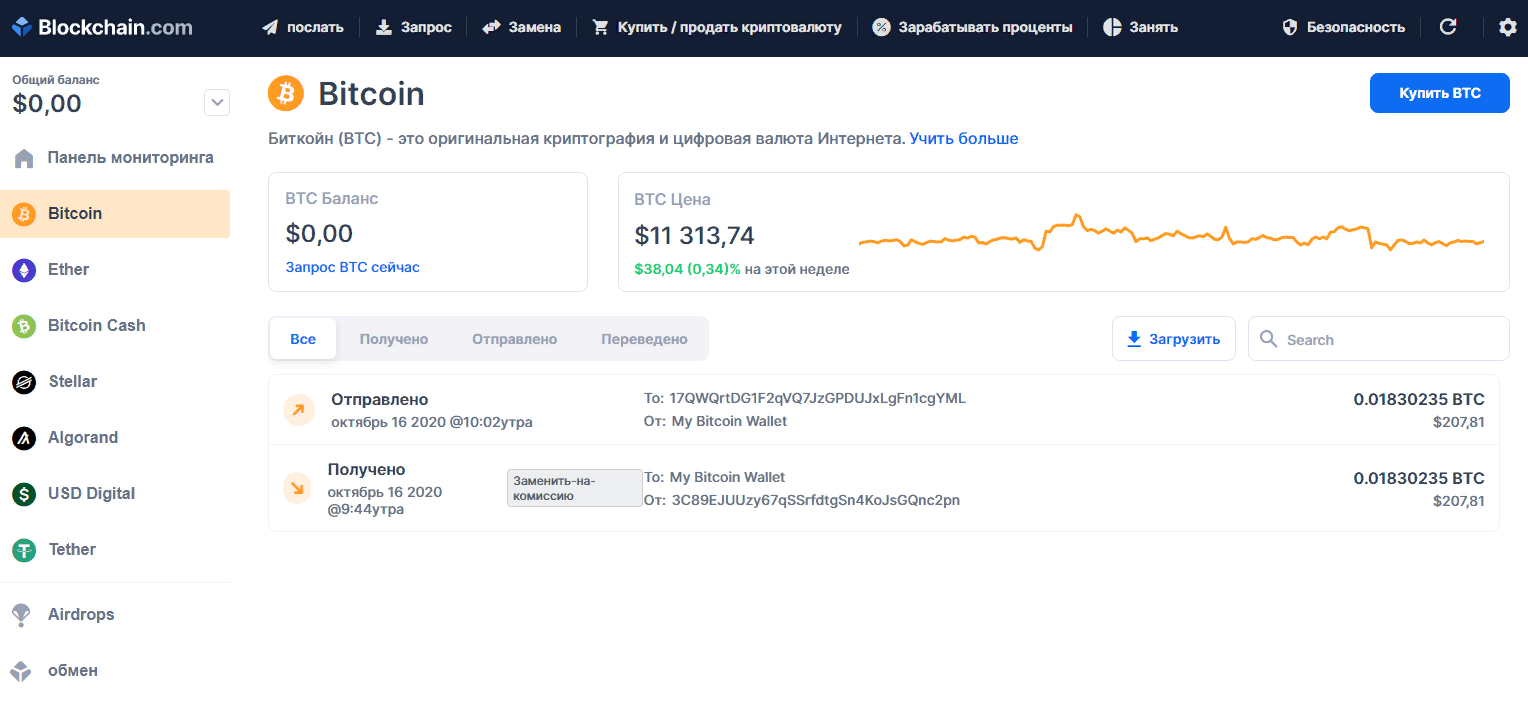 Blockchain.com
послать
Запрос
Замена
Купить / продать криптовалюту
Зарабатывать проценты
Занять
Безопасность
Общий баланс
$0,00
Панель мониторинга
Bitcoin
Ether
Bitcoin Cash
Stellar
Algorand
USD Digital
Tether
Airdrops
обмен
Bitcoin
Купить BTC
Биткойн (BTC) - это оригинальная криптография и цифровая валюта Интернета. Учить больше
BTC Баланс
$0,00
Запрос BTC сейчас
BTC Цена
$11 313,74
$38,04 (0,34)% на этой неделе
Все
Получено
Отправлено
Переведено
Загрузить
Search
Отправлено
октябрь 16 2020 @10:02утра
To: 17QWQrtDG1F2qVQ7JzGPDUJxLgFn1cgYML
От: My Bitcoin Wallet
0.01830235 BTC
$207,81
Получено
октябрь 16 2020
@9:44утра
Заменить-на-
комиссию
To: My Bitcoin Wallet
От: 3C89EJUUzy67qSSrfdtgSn4KoJsGQnc2pn
0.01830235 BTC
$207,81